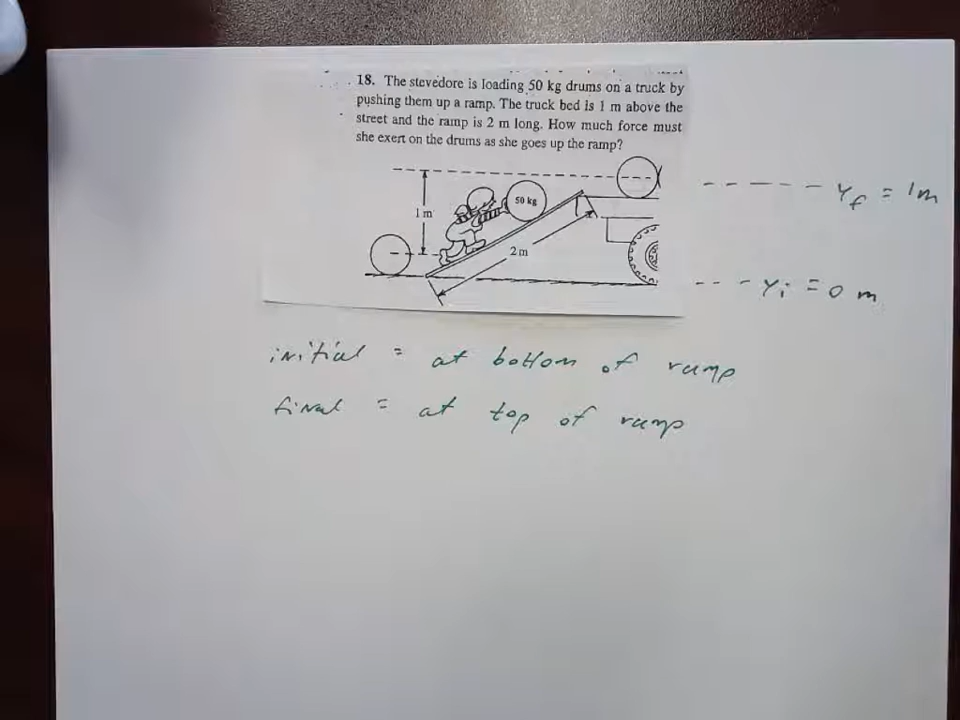 18. The stevedore is loading 50 kg drums on a truck by
pushing them up a ramp. The truck bed is 1 m above the
street and the ramp is 2 m long. How much force must
she exert on the drums as she goes up the ramp?
50 kg
1 m
2 m
Yf = 1m
Yi = 0 m
initial = at bottom of ramp
final = at top of ramp